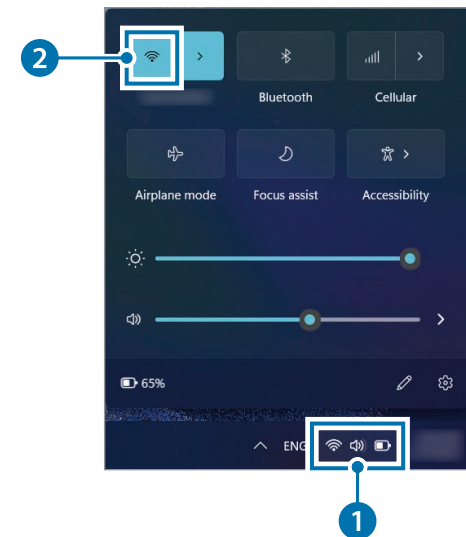 2
Bluetooth
Cellular
Airplane mode
Focus assist
Accessibility
65%
ENG
1